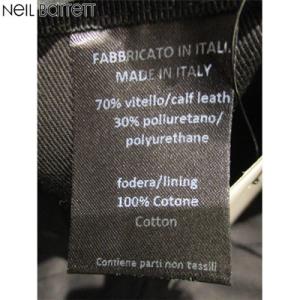 NEIL BarreTT
FABBRICATO IN ITALI
MADE IN ITALY
70% vitello/calf leath
30% poliuretano/
polyurethane
fodera/lining
100% Cotone
Cotton
Contiene parti non tessili